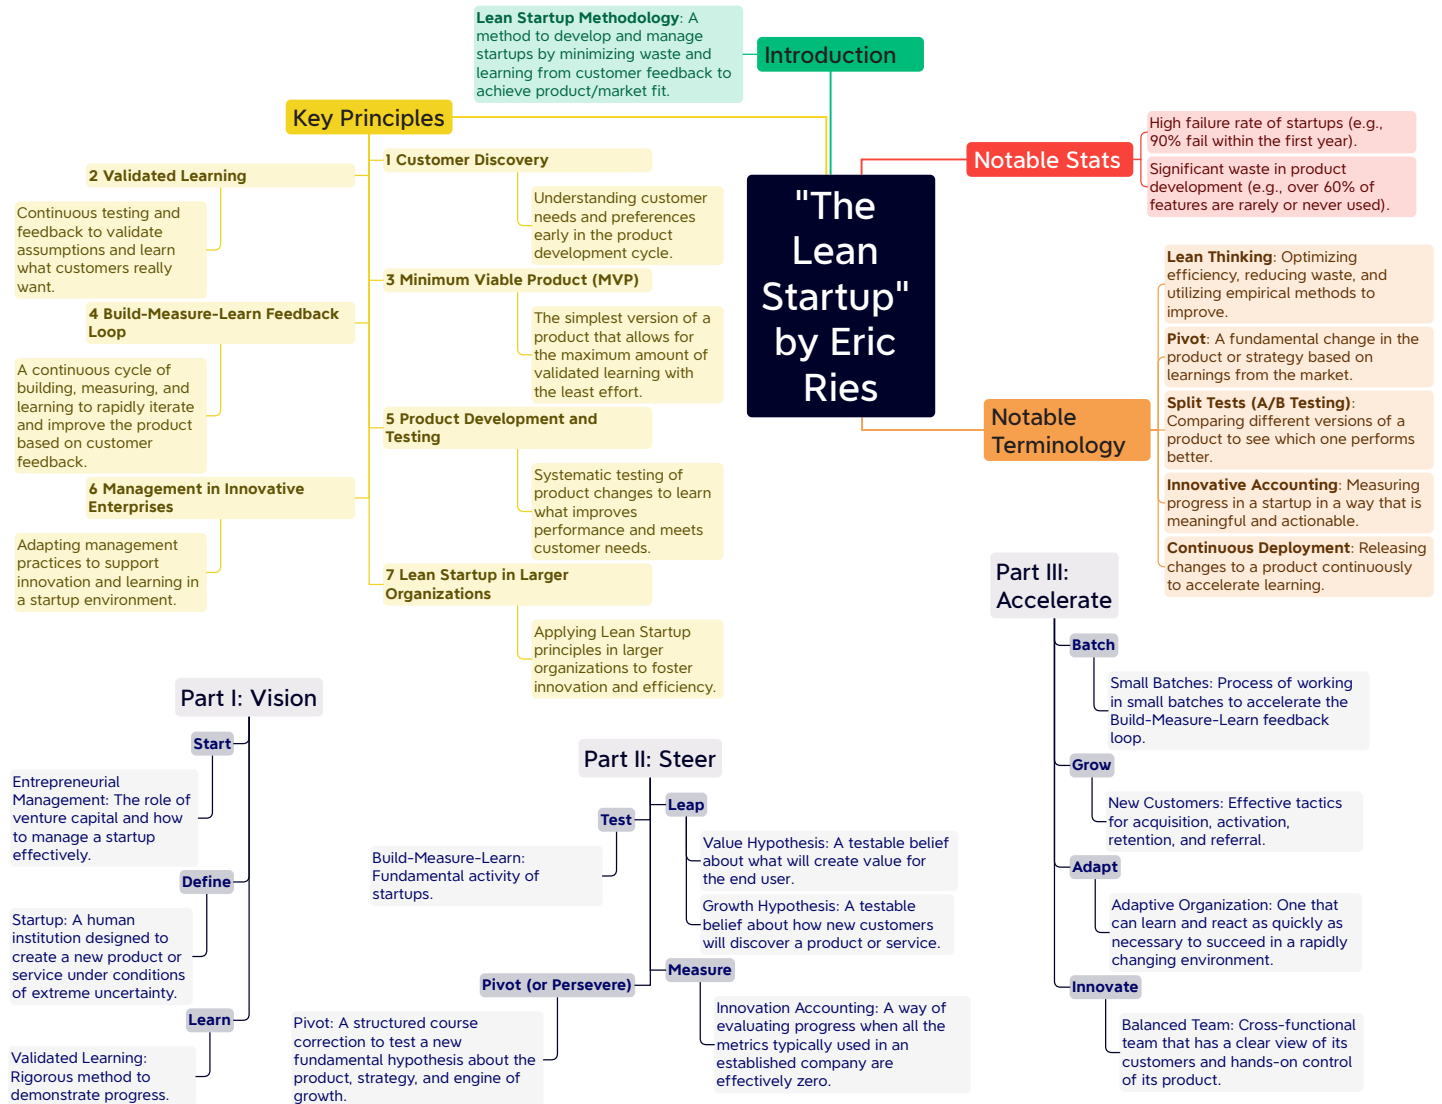 Lean Startup Methodology: A
method to develop and manage
startups by minimizing waste and
learning from customer feedback to
achieve product/market fit.
Introduction
Key Principles
1 Customer Discovery
Understanding customer
needs and preferences
early in the product
development cycle.
2 Validated Learning
Continuous testing and
feedback to validate
assumptions and learn
what customers really
want.
3 Minimum Viable Product (MVP)
The simplest version of a
product that allows for
the maximum amount of
validated learning with
the least effort.
4 Build-Measure-Learn Feedback
Loop
A continuous cycle of
building, measuring, and
learning to rapidly iterate
and improve the product
based on customer
feedback.
5 Product Development and
Testing
Systematic testing of
product changes to learn
what improves
performance and meets
customer needs.
6 Management in Innovative
Enterprises
Adapting management
practices to support
innovation and learning in
a startup environment.
7 Lean Startup in Larger
Organizations
Applying Lean Startup
principles in larger
organizations to foster
innovation and efficiency.
"The
Lean
Startup"
by Eric
Ries
Notable Stats
High failure rate of startups (e.g.,
90% fail within the first year).
Significant waste in product
development (e.g., over 60% of
features are rarely or never used).
Notable
Terminology
Lean Thinking: Optimizing
efficiency, reducing waste, and
utilizing empirical methods to
improve.
Pivot: A fundamental change in the
product or strategy based on
learnings from the market.
Split Tests (A/B Testing):
Comparing different versions of a
product to see which one performs
better.
Innovative Accounting: Measuring
progress in a startup in a way that is
meaningful and actionable.
Continuous Deployment: Releasing
changes to a product continuously
to accelerate learning.
Part I: Vision
Start
Entrepreneurial
Management: The role of
venture capital and how
to manage a startup
effectively.
Define
Startup: A human
institution designed to
create a new product or
service under conditions
of extreme uncertainty.
Learn
Validated Learning:
Rigorous method to
demonstrate progress.
Part II: Steer
Leap
Value Hypothesis: A testable belief
about what will create value for
the end user.
Growth Hypothesis: A testable
belief about how new customers
will discover a product or service.
Test
Build-Measure-Learn:
Fundamental activity of
startups.
Measure
Innovation Accounting: A way of
evaluating progress when all the
metrics typically used in an
established company are
effectively zero.
Pivot (or Persevere)
Pivot: A structured course
correction to test a new
fundamental hypothesis about the
product, strategy, and engine of
growth.
Part III:
Accelerate
Batch
Small Batches: Process of working
in small batches to accelerate the
Build-Measure-Learn feedback
loop.
Grow
New Customers: Effective tactics
for acquisition, activation,
retention, and referral.
Adapt
Adaptive Organization: One that
can learn and react as quickly as
necessary to succeed in a rapidly
changing environment.
Innovate
Balanced Team: Cross-functional
team that has a clear view of its
customers and hands-on control
of its product.